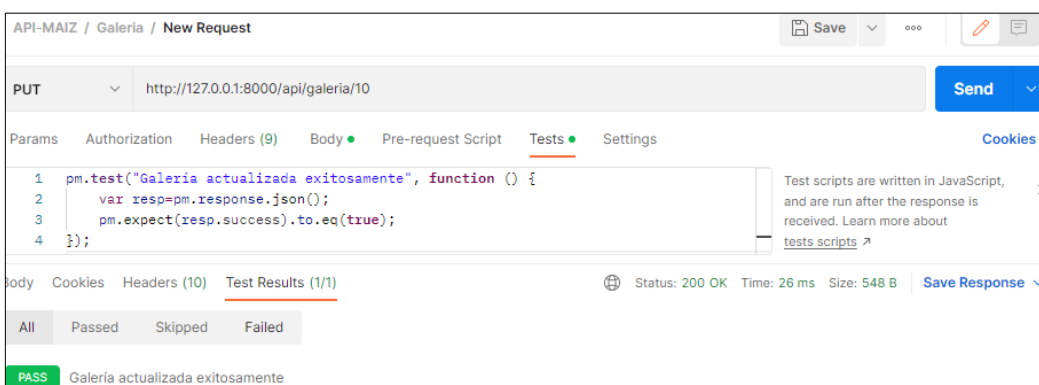 API-MAIZ / Galeria / New Request
Save
PUT http://127.0.0.1:8000/api/galeria/10 Send
Params Authorization Headers (9) Body Pre-request Script Tests Settings Cookies
1 pm.test("Galería actualizada exitosamente", function () {
2 var resp=pm.response.json();
3 pm.expect(resp.success).to.eq(true);
4 });
Test scripts are written in JavaScript,
and are run after the response is
received. Learn more about
tests scripts
Body Cookies Headers (10) Test Results (1/1) Status: 200 OK Time: 26 ms Size: 548 B Save Response
All Passed Skipped Failed
PASS Galería actualizada exitosamente